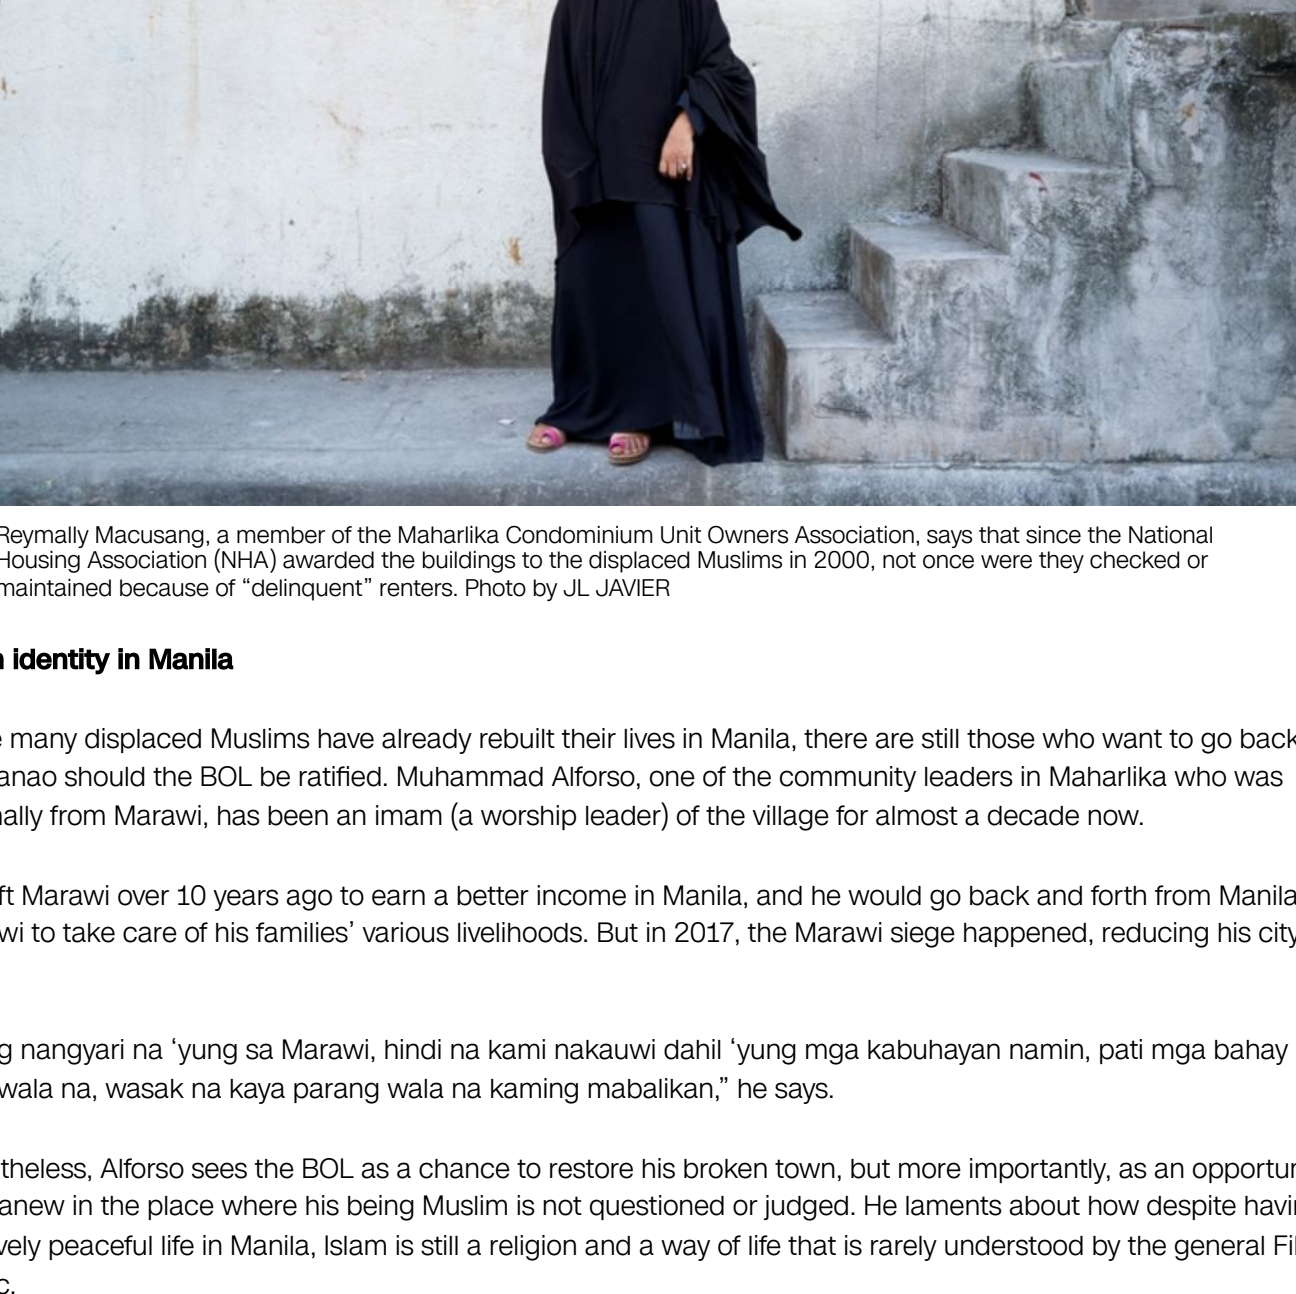 Reymally Macusang, a member of the Maharlika Condominium Unit Owners Association, says that since the National
Housing Association (NHA) awarded the buildings to the displaced Muslims in 2000, not once were they checked or
maintained because of “delinquent” renters. Photo by JL JAVIER
identity in Manila
many displaced Muslims have already rebuilt their lives in Manila, there are still those who want to go back
should the BOL be ratified. Muhammad Alforso, one of the community leaders in Maharlika who was
from Marawi, has been an imam (a worship leader) of the village for almost a decade now.
Marawi over 10 years ago to earn a better income in Manila, and he would go back and forth from Manila
to take care of his families’ various livelihoods. But in 2017, the Marawi siege happened, reducing his city
nangyari na ‘yung sa Marawi, hindi na kami nakauwi dahil ‘yung mga kabuhayan namin, pati mga bahay
wala na, wasak na kaya parang wala na kaming mabalikan,” he says.
Alforso sees the BOL as a chance to restore his broken town, but more importantly, as an
anew in the place where his being Muslim is not questioned or judged. He laments about how despite
peaceful life in Manila, Islam is still a religion and a way of life that is rarely understood by the general